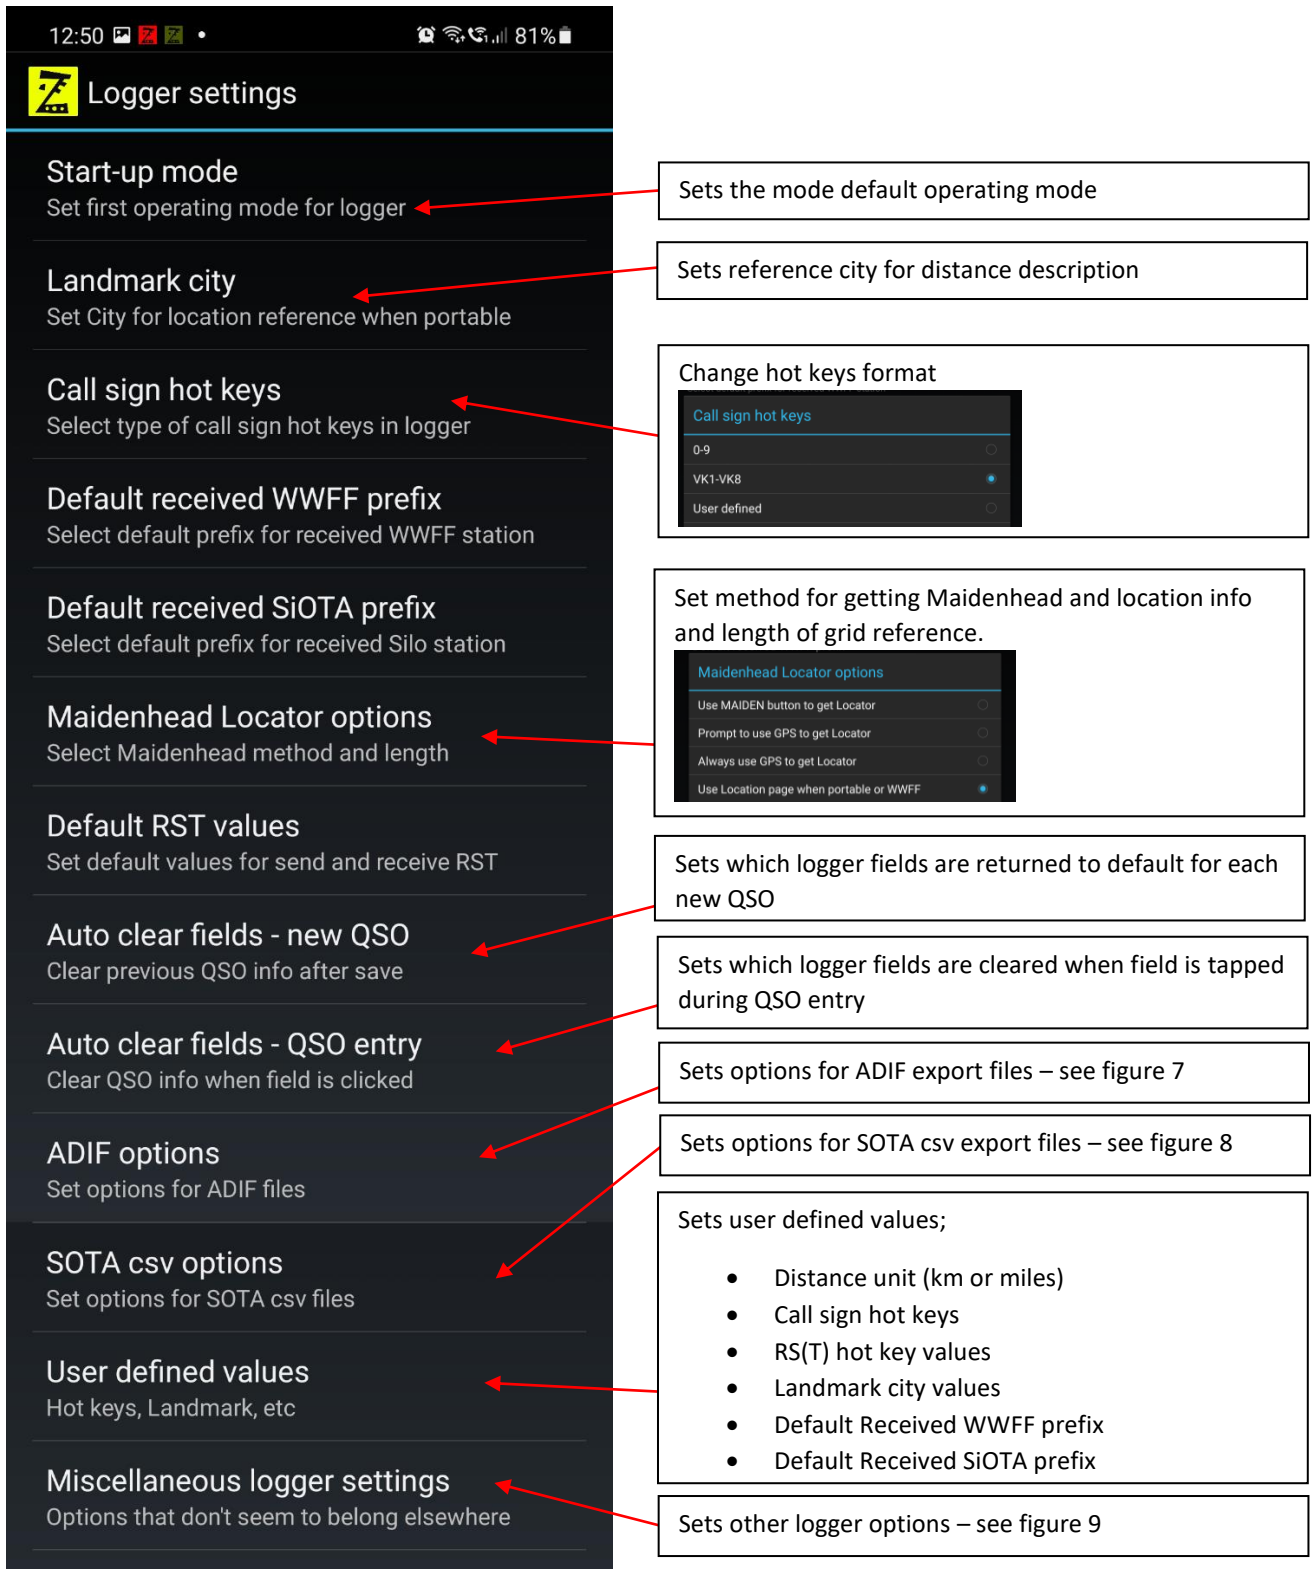 12:50
81%
Logger settings
Start-up mode
Set first operating mode for logger
Landmark city
Set City for location reference when portable
Call sign hot keys
Select type of call sign hot keys in logger
Default received WWFF prefix
Select default prefix for received WWFF station
Default received SiOTA prefix
Select default prefix for received Silo station
Maidenhead Locator options
Select Maidenhead method and length
Default RST values
Set default values for send and receive RST
Auto clear fields - new QSO
Clear previous QSO info after save
Auto clear fields - QSO entry
Clear QSO info when field is clicked
ADIF options
Set options for ADIF files
SOTA csv options
Set options for SOTA csv files
User defined values
Hot keys, Landmark, etc
Miscellaneous logger settings
Options that don't seem to belong elsewhere
Sets the mode default operating mode
Sets reference city for distance description
Change hot keys format
Call sign hot keys
0-9
VK1-VK8
User defined
Set method for getting Maidenhead and location info
and length of grid reference.
Maidenhead Locator options
Use MAIDEN button to get Locator
Prompt to use GPS to get Locator
Always use GPS to get Locator
Use Location page when portable or WWFF
Sets which logger fields are returned to default for each
new QSO
Sets which logger fields are cleared when field is tapped
during QSO entry
Sets options for ADIF export files – see figure 7
Sets options for SOTA csv export files – see figure 8
Sets user defined values;
• Distance unit (km or miles)
• Call sign hot keys
• RS(T) hot key values
• Landmark city values
• Default Received WWFF prefix
• Default Received SiOTA prefix
Sets other logger options – see figure 9